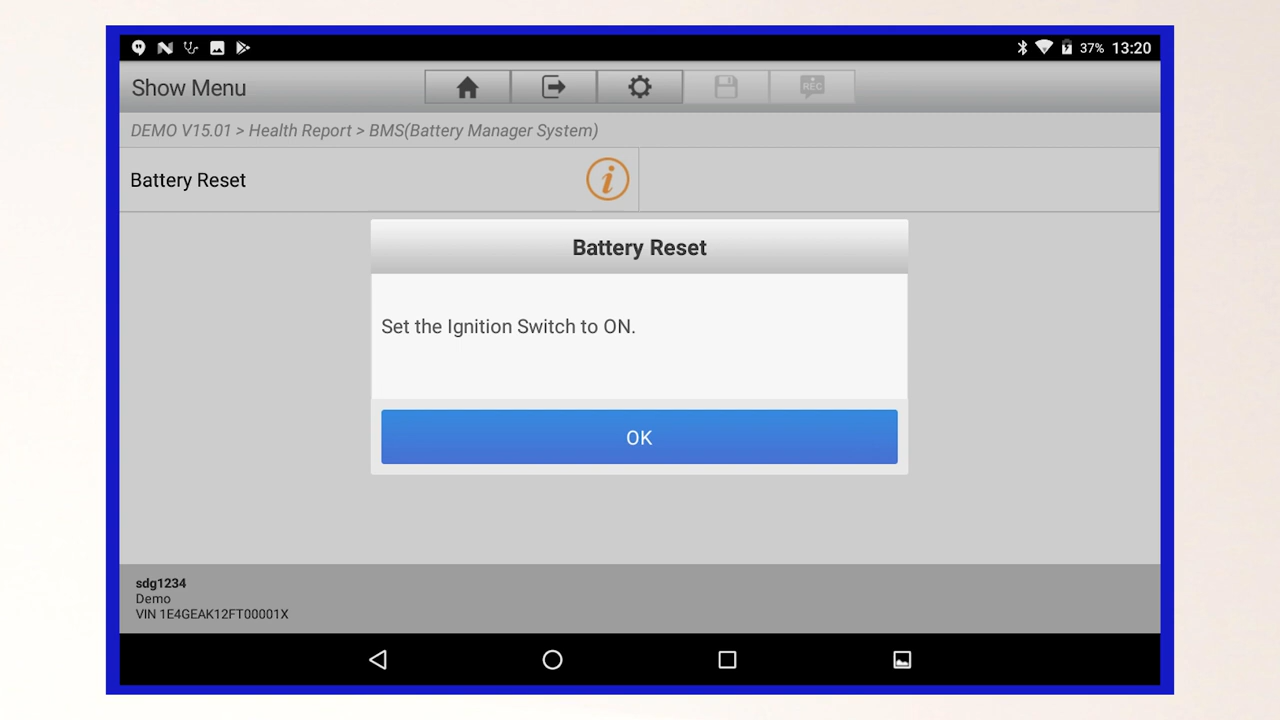 37% 13:20
Show Menu
REC
DEMO V15.01 > Health Report > BMS(Battery Manager System)
Battery Reset
i
Battery Reset
Set the Ignition Switch to ON.
OK
sdg1234
Demo
VIN 1E4GEAK12FT00001X